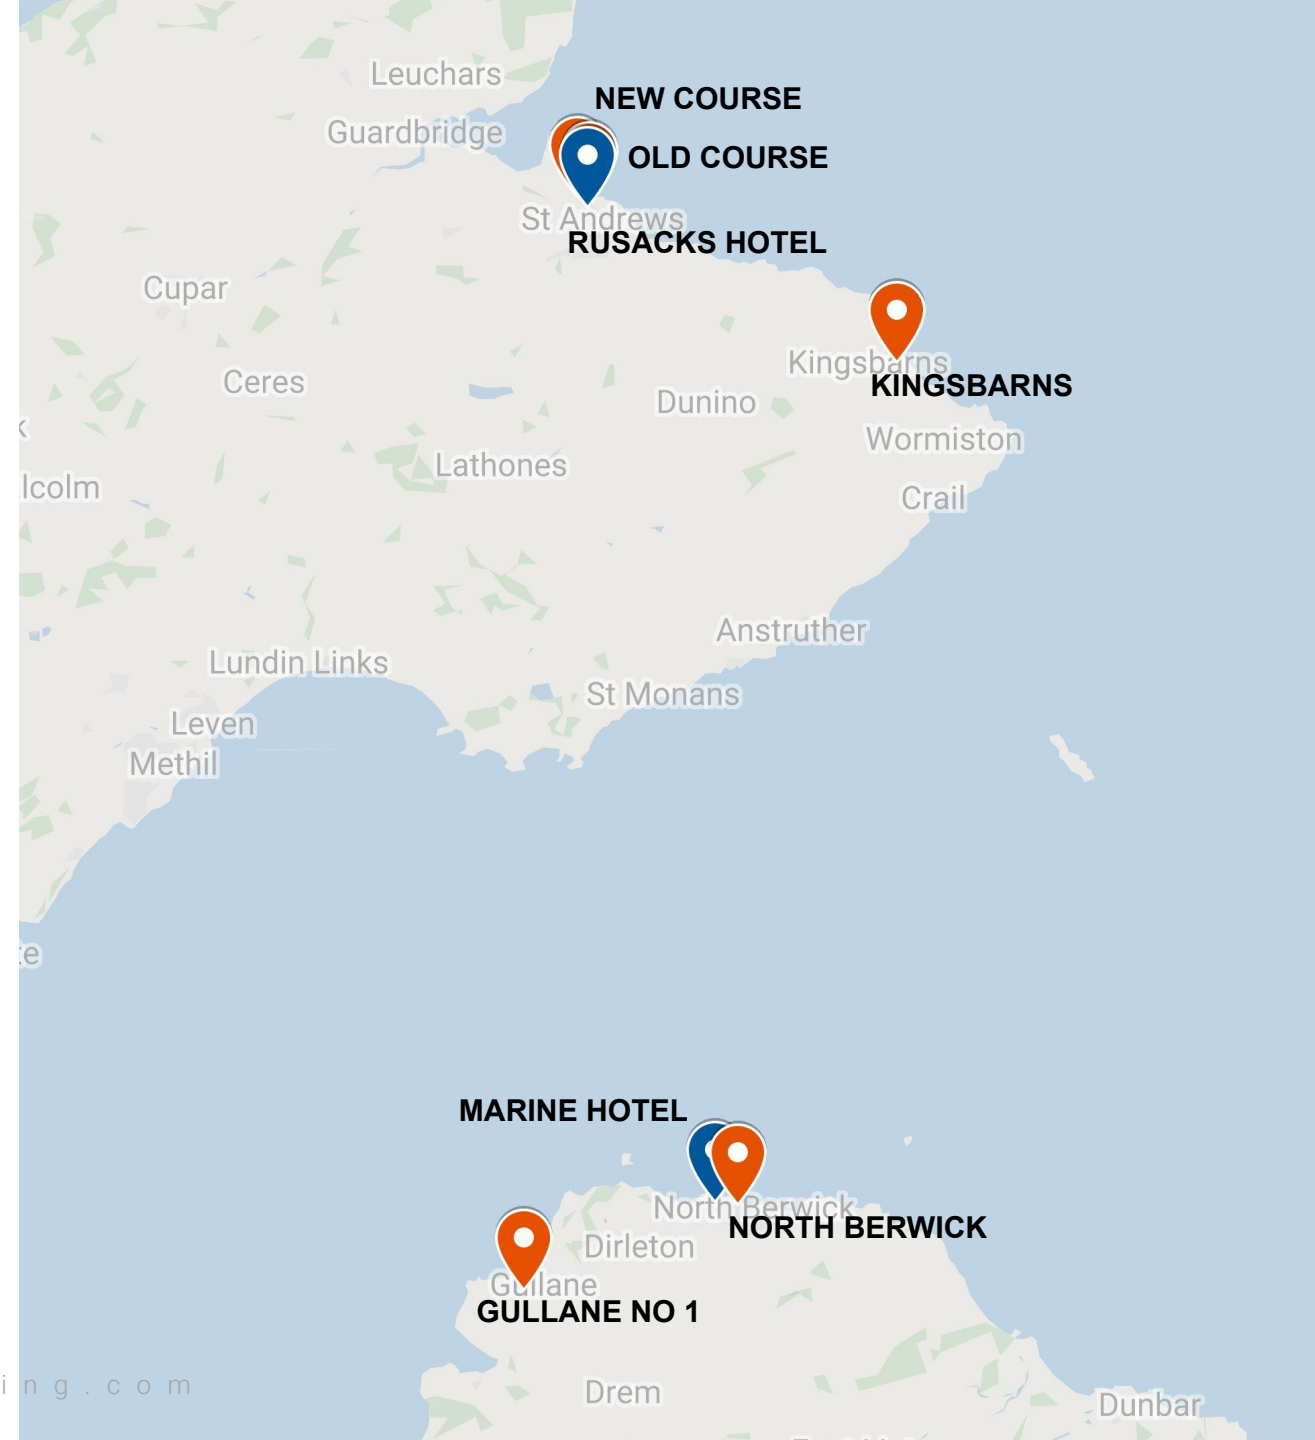 Leuchars
NEW COURSE
Guardbridge
OLD COURSE
St Andrews
RUSACKS HOTEL
Cupar
Kingsbarns
Ceres
KINGSBARNS
Dunino
Wormiston
Lathones
lcolm
Crail
Anstruther
Lundin Links
St Monans
Leven
Methil
MARINE HOTEL
North Berwick
NORTH BERWICK
Dirleton
Gullane
GULLANE NO 1
ing.com
Drem
Dunbar